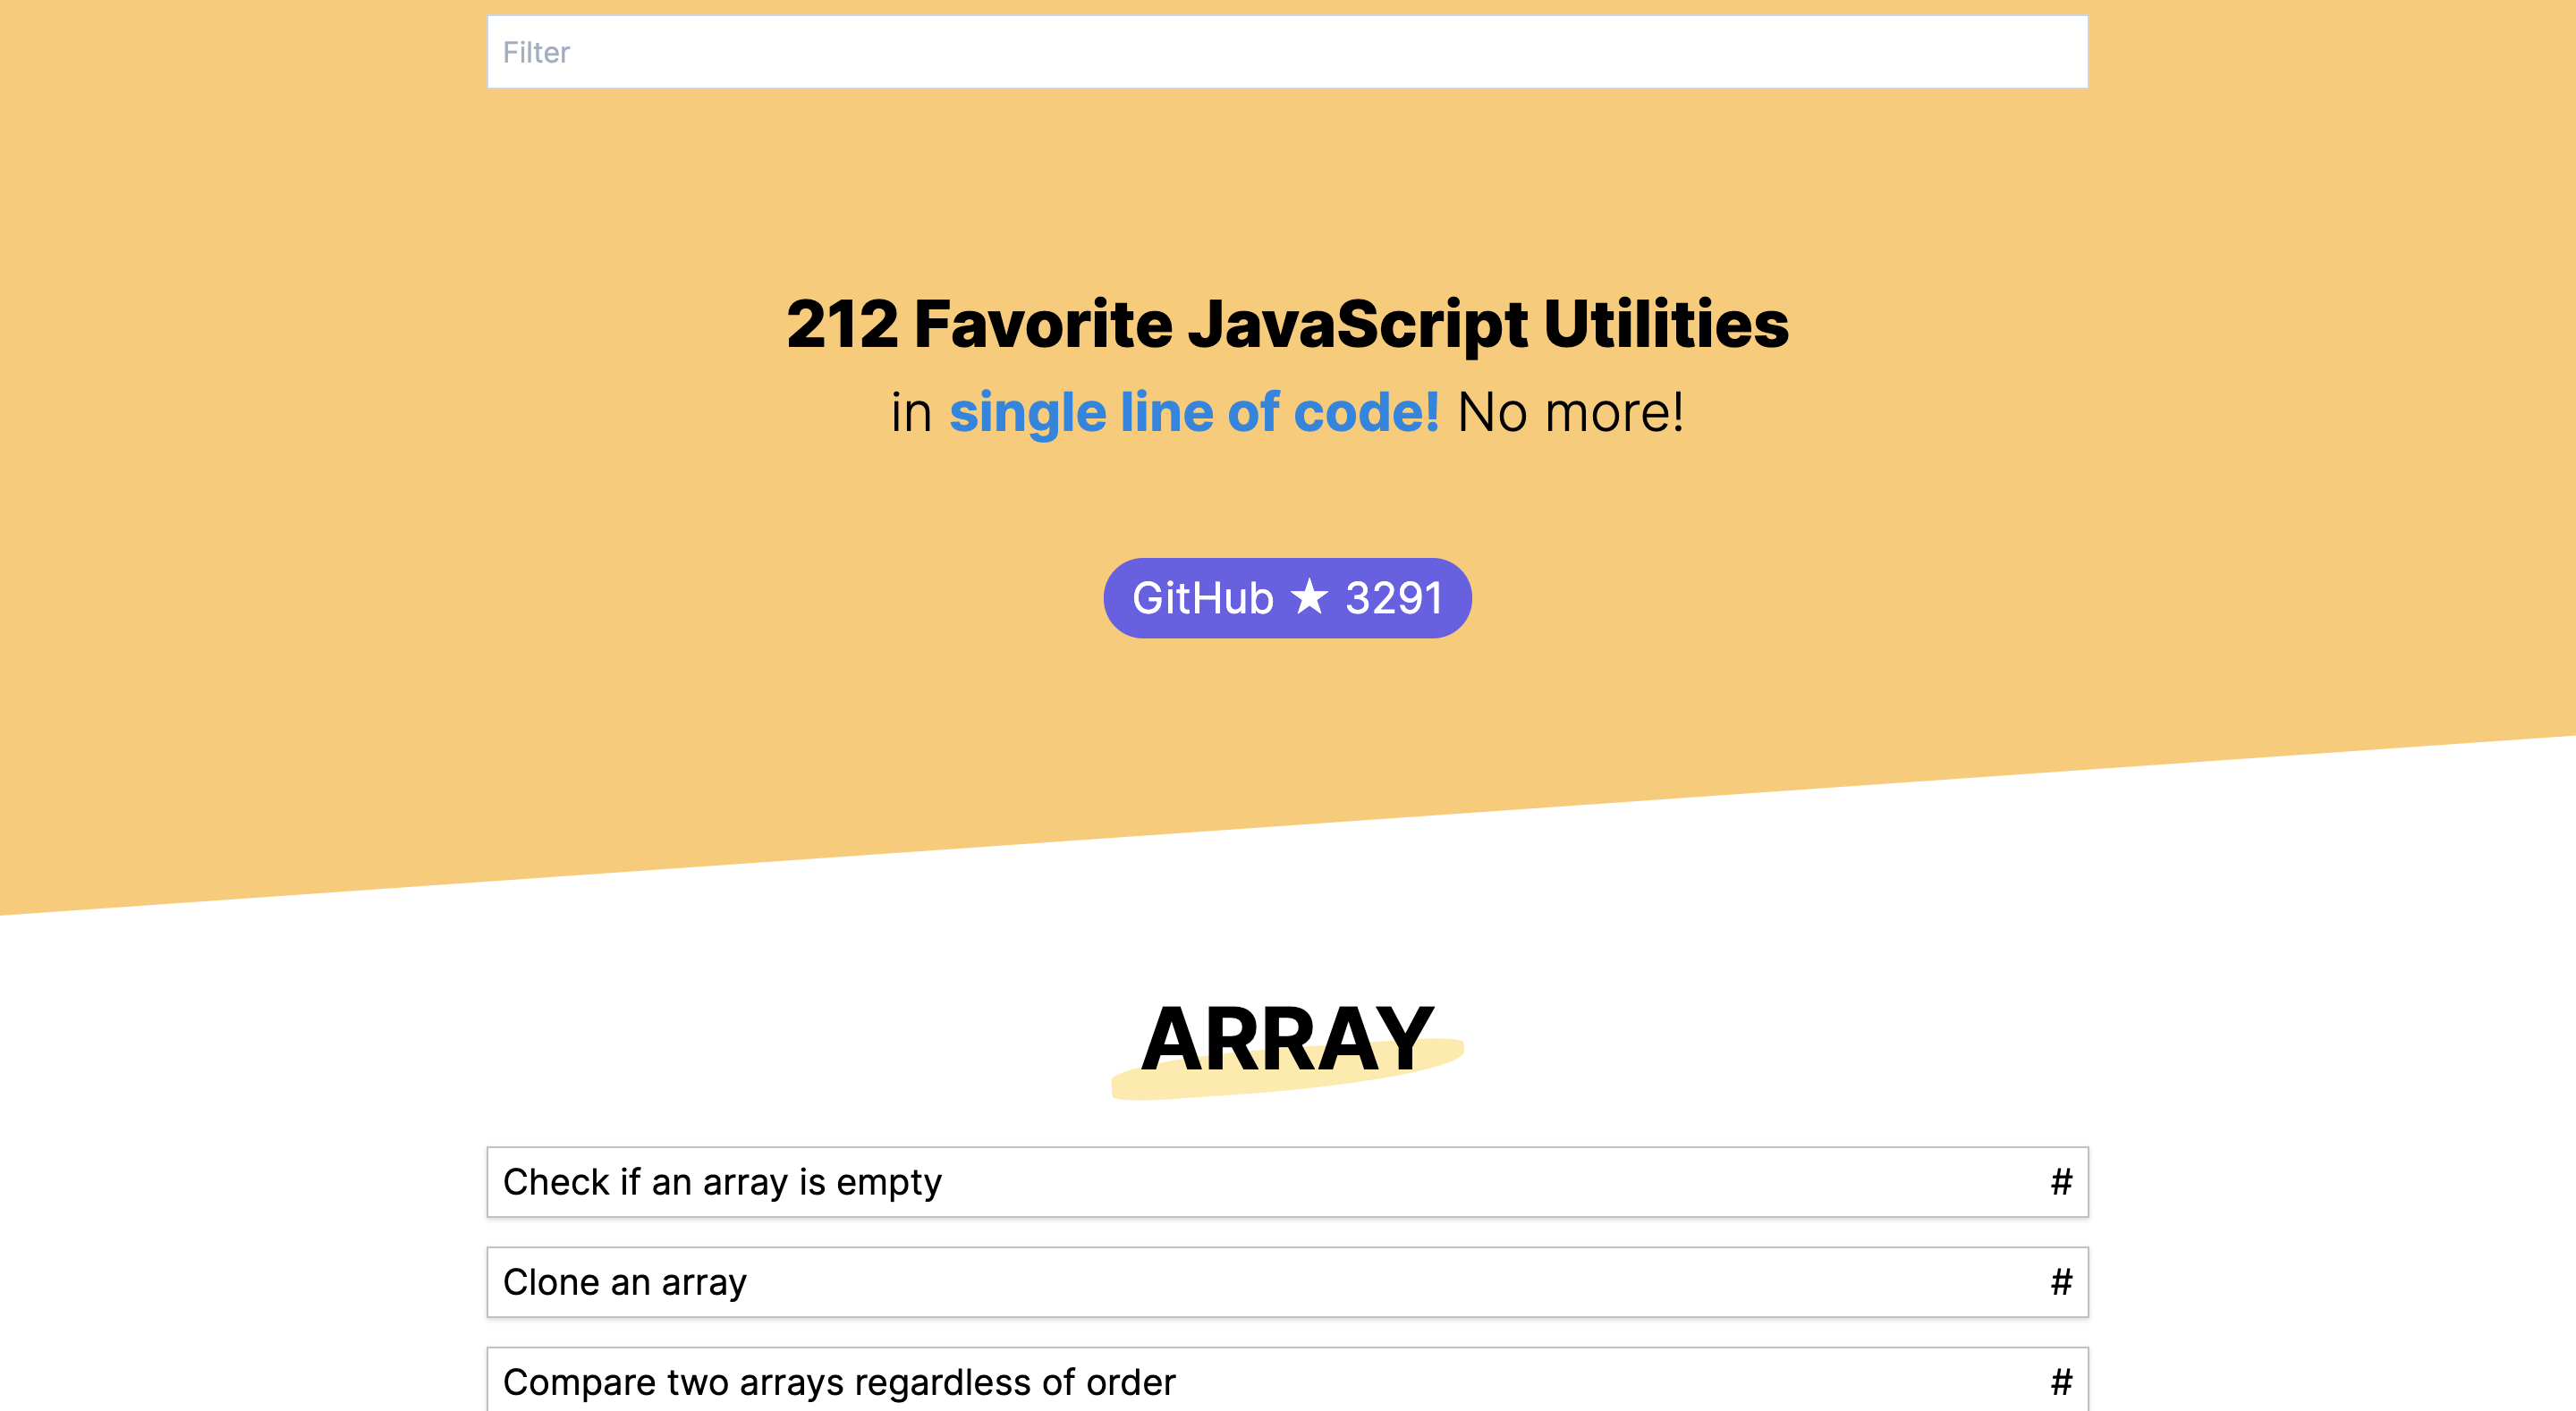 Filter
212 Favorite JavaScript Utilities
in single line of code! No more!
GitHub ★ 3291
ARRAY
Check if an array is empty #
Clone an array #
Compare two arrays regardless of order #